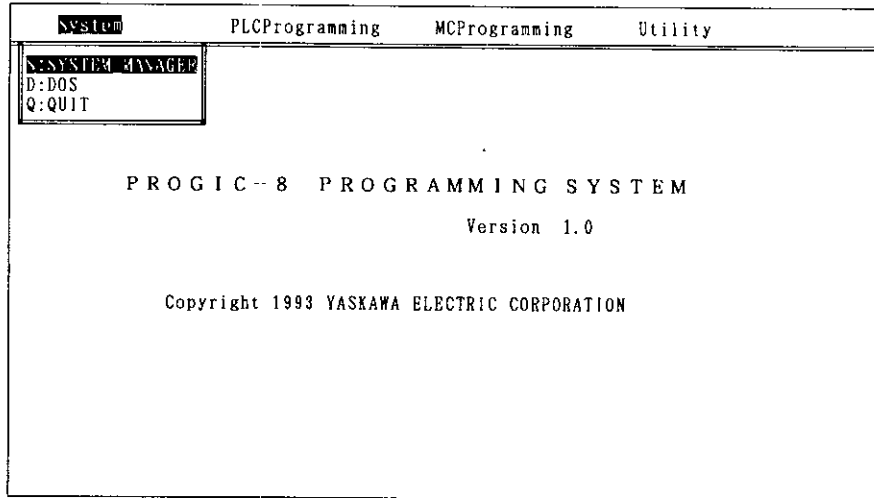 System PLCProgramming MCProgramming Utility
S:SYSTEM MANAGER
D:DOS
Q:QUIT
PROGIC-8 PROGRAMMING SYSTEM
Version 1.0
Copyright 1993 YASKAWA ELECTRIC CORPORATION